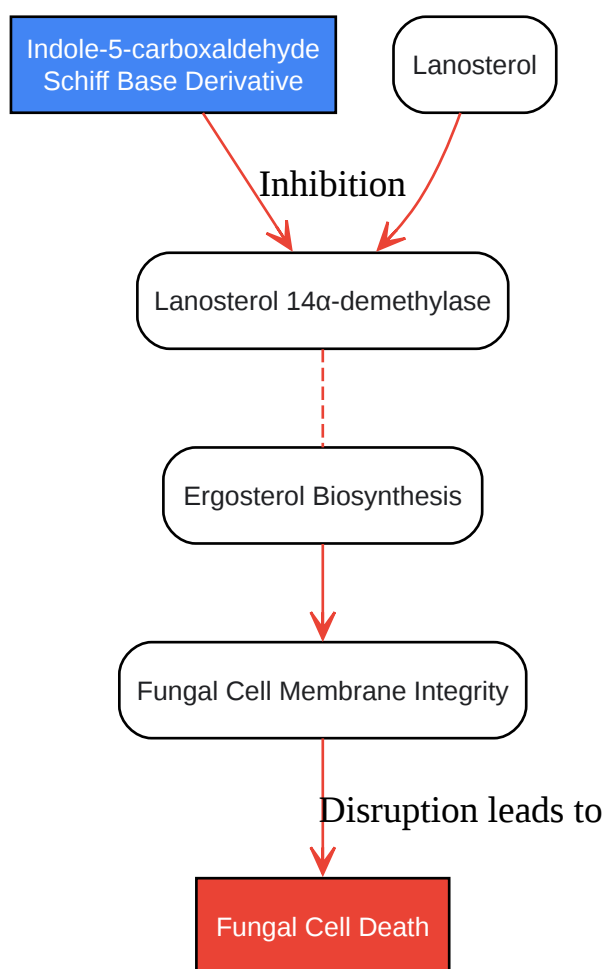 Indole-5-carboxaldehyde
Schiff Base Derivative
Lanosterol
Inhibition
Lanosterol 14α-demethylase
Ergosterol Biosynthesis
Fungal Cell Membrane Integrity
Disruption leads to
Fungal Cell Death